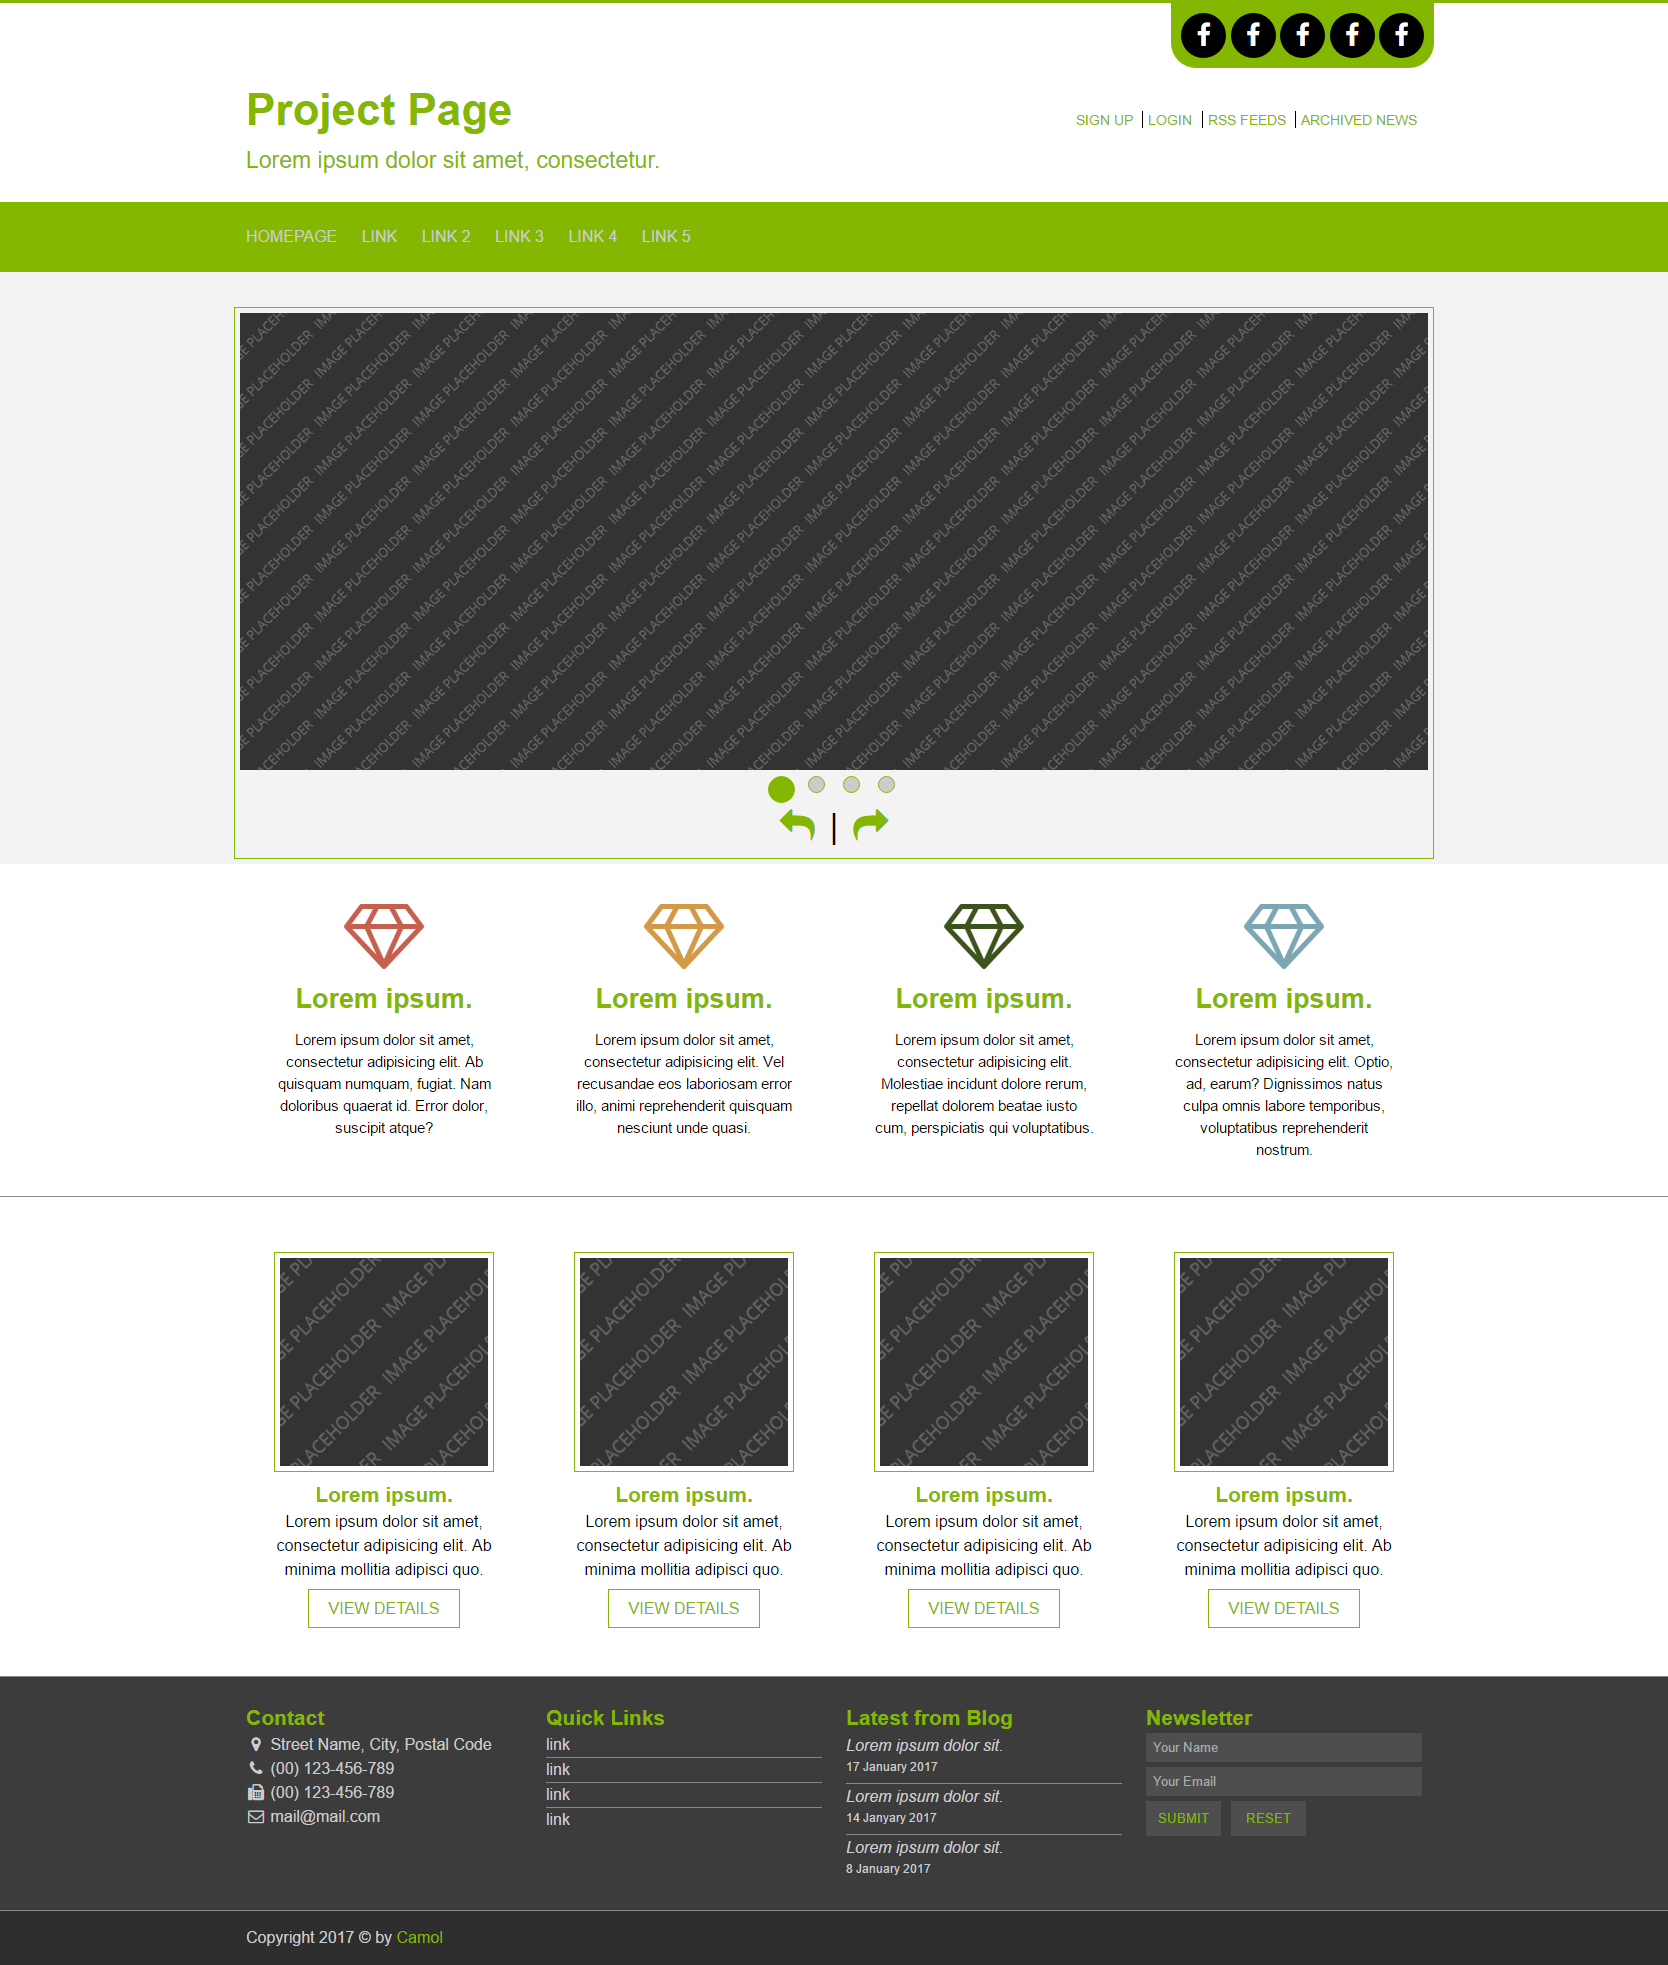 Project Page
Lorem ipsum dolor sit amet, consectetur.
SIGN UP | LOGIN | RSS FEEDS | ARCHIVED NEWS
HOMEPAGE LINK LINK 2 LINK 3 LINK 4 LINK 5
IMAGE PLACEHOLDER
Lorem ipsum.
Lorem ipsum dolor sit amet,
consectetur adipisicing elit. Ab
quisquam numquam, fugiat. Nam
doloribus quaerat id. Error dolor,
suscipit atque?
Lorem ipsum.
Lorem ipsum dolor sit amet,
consectetur adipisicing elit. Vel
recusandae eos laboriosam error
illo, animi reprehenderit quisquam
nesciunt unde quasi.
Lorem ipsum.
Lorem ipsum dolor sit amet,
consectetur adipisicing elit.
Molestiae incidunt dolore rerum,
repellat dolorem beatae iusto
cum, perspiciatis qui voluptatibus.
Lorem ipsum.
Lorem ipsum dolor sit amet,
consectetur adipisicing elit. Optio,
ad, earum? Dignissimos natus
culpa omnis labore temporibus,
voluptatibus reprehenderit
nostrum.
IMAGE PLACEHOLDER
Lorem ipsum.
Lorem ipsum dolor sit amet,
consectetur adipisicing elit. Ab
minima mollitia adipisci quo.
VIEW DETAILS
IMAGE PLACEHOLDER
Lorem ipsum.
Lorem ipsum dolor sit amet,
consectetur adipisicing elit. Ab
minima mollitia adipisci quo.
VIEW DETAILS
IMAGE PLACEHOLDER
Lorem ipsum.
Lorem ipsum dolor sit amet,
consectetur adipisicing elit. Ab
minima mollitia adipisci quo.
VIEW DETAILS
IMAGE PLACEHOLDER
Lorem ipsum.
Lorem ipsum dolor sit amet,
consectetur adipisicing elit. Ab
minima mollitia adipisci quo.
VIEW DETAILS
Contact
Street Name, City, Postal Code
(00) 123-456-789
(00) 123-456-789
mail@mail.com
Quick Links
link
link
link
link
Latest from Blog
Lorem ipsum dolor sit.
17 January 2017
Lorem ipsum dolor sit.
14 Janyary 2017
Lorem ipsum dolor sit.
8 January 2017
Newsletter
Your Name
Your Email
SUBMIT RESET
Copyright 2017 © by Camol